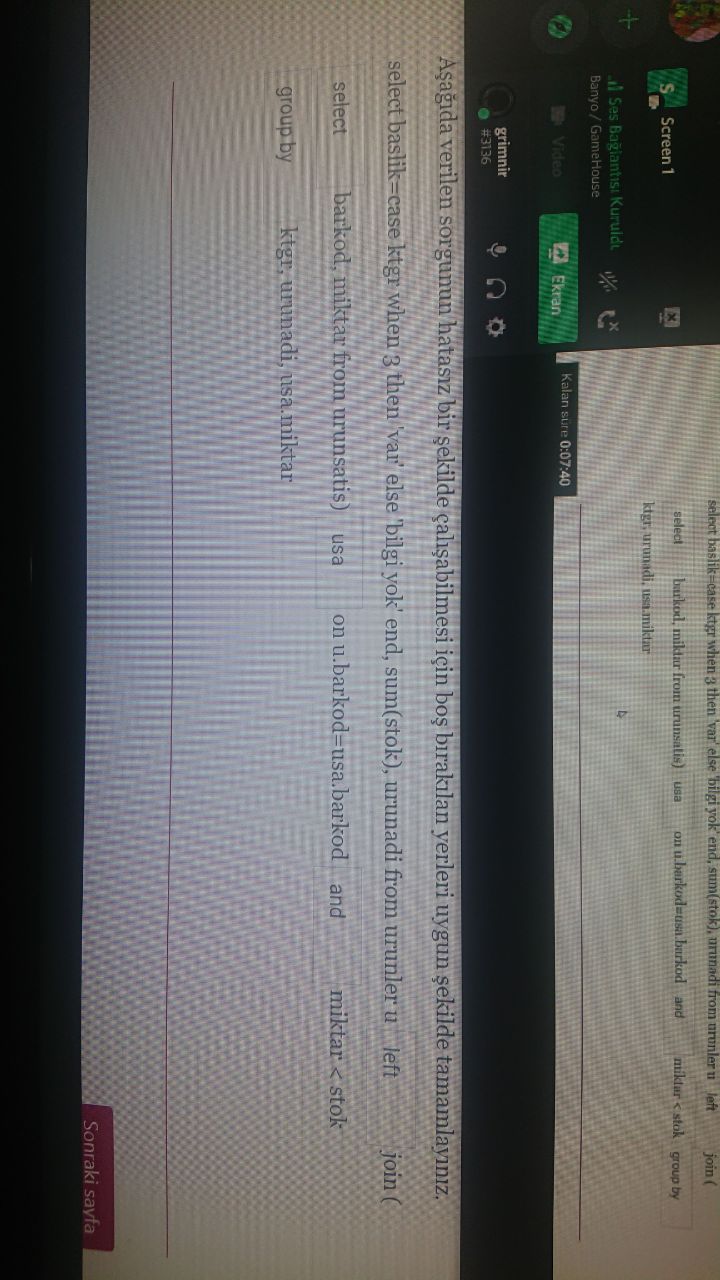 select baslik=case ktgr when 3 then 'var' else 'bilgi yok' end, sum(stok), urunadi from urunler u left join (
select barkod, miktar from urunsatis) usa on u.barkod=usa.barkod and miktar < stok group by
ktgr, urunadi, usa.miktar
S Screen 1
Ses Bağlantısı Kuruldu
Banyo / GameHouse
Video Ekran
Kalan süre 0:07:40
grimnir
#3136
Aşağıda verilen sorgunun hatasız bir şekilde çalışabilmesi için boş bırakılan yerleri uygun şekilde tamamlayınız.
select baslik=case ktgr when 3 then 'var' else 'bilgi yok' end, sum(stok), urunadi from urunler u left join (
select barkod, miktar from urunsatis) usa on u.barkod=usa.barkod and miktar < stok
group by ktgr, urunadi, usa.miktar
Sonraki sayfa